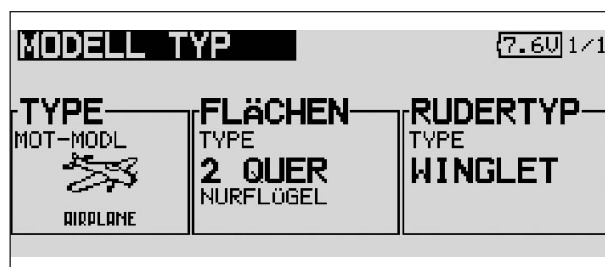 MODELL TYP 7.6V 1/1
TYPE
MOT-MODL
AIRPLANE
FLÄCHEN
TYPE
2 QUER
NURFLÜGEL
RUDERTYP
TYPE
WINGLET